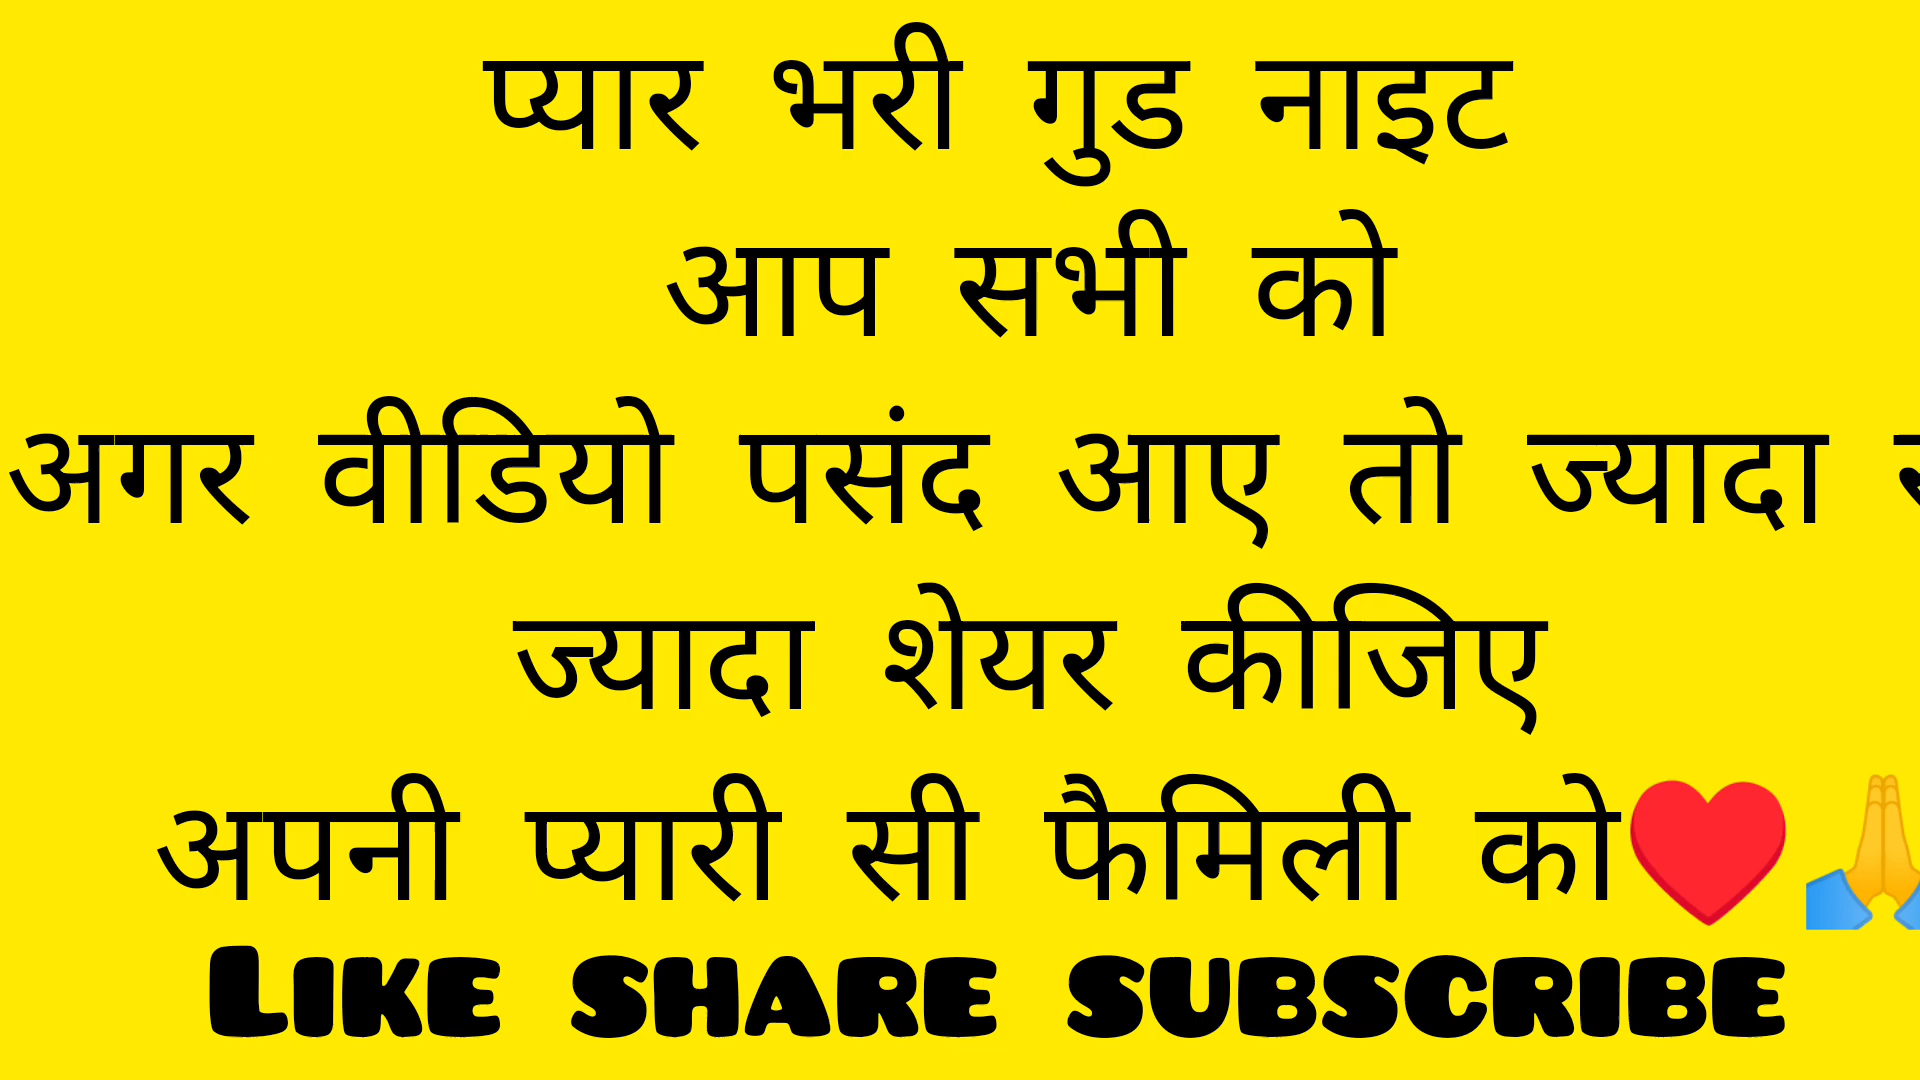 प्यार भरी गुड नाइट
आप सभी को
अगर वीडियो पसंद आए तो ज्यादा
ज्यादा शेयर कीजिए
अपनी प्यारी सी फैमिली को❤️🙏
LIKE SHARE SUBSCRIBE